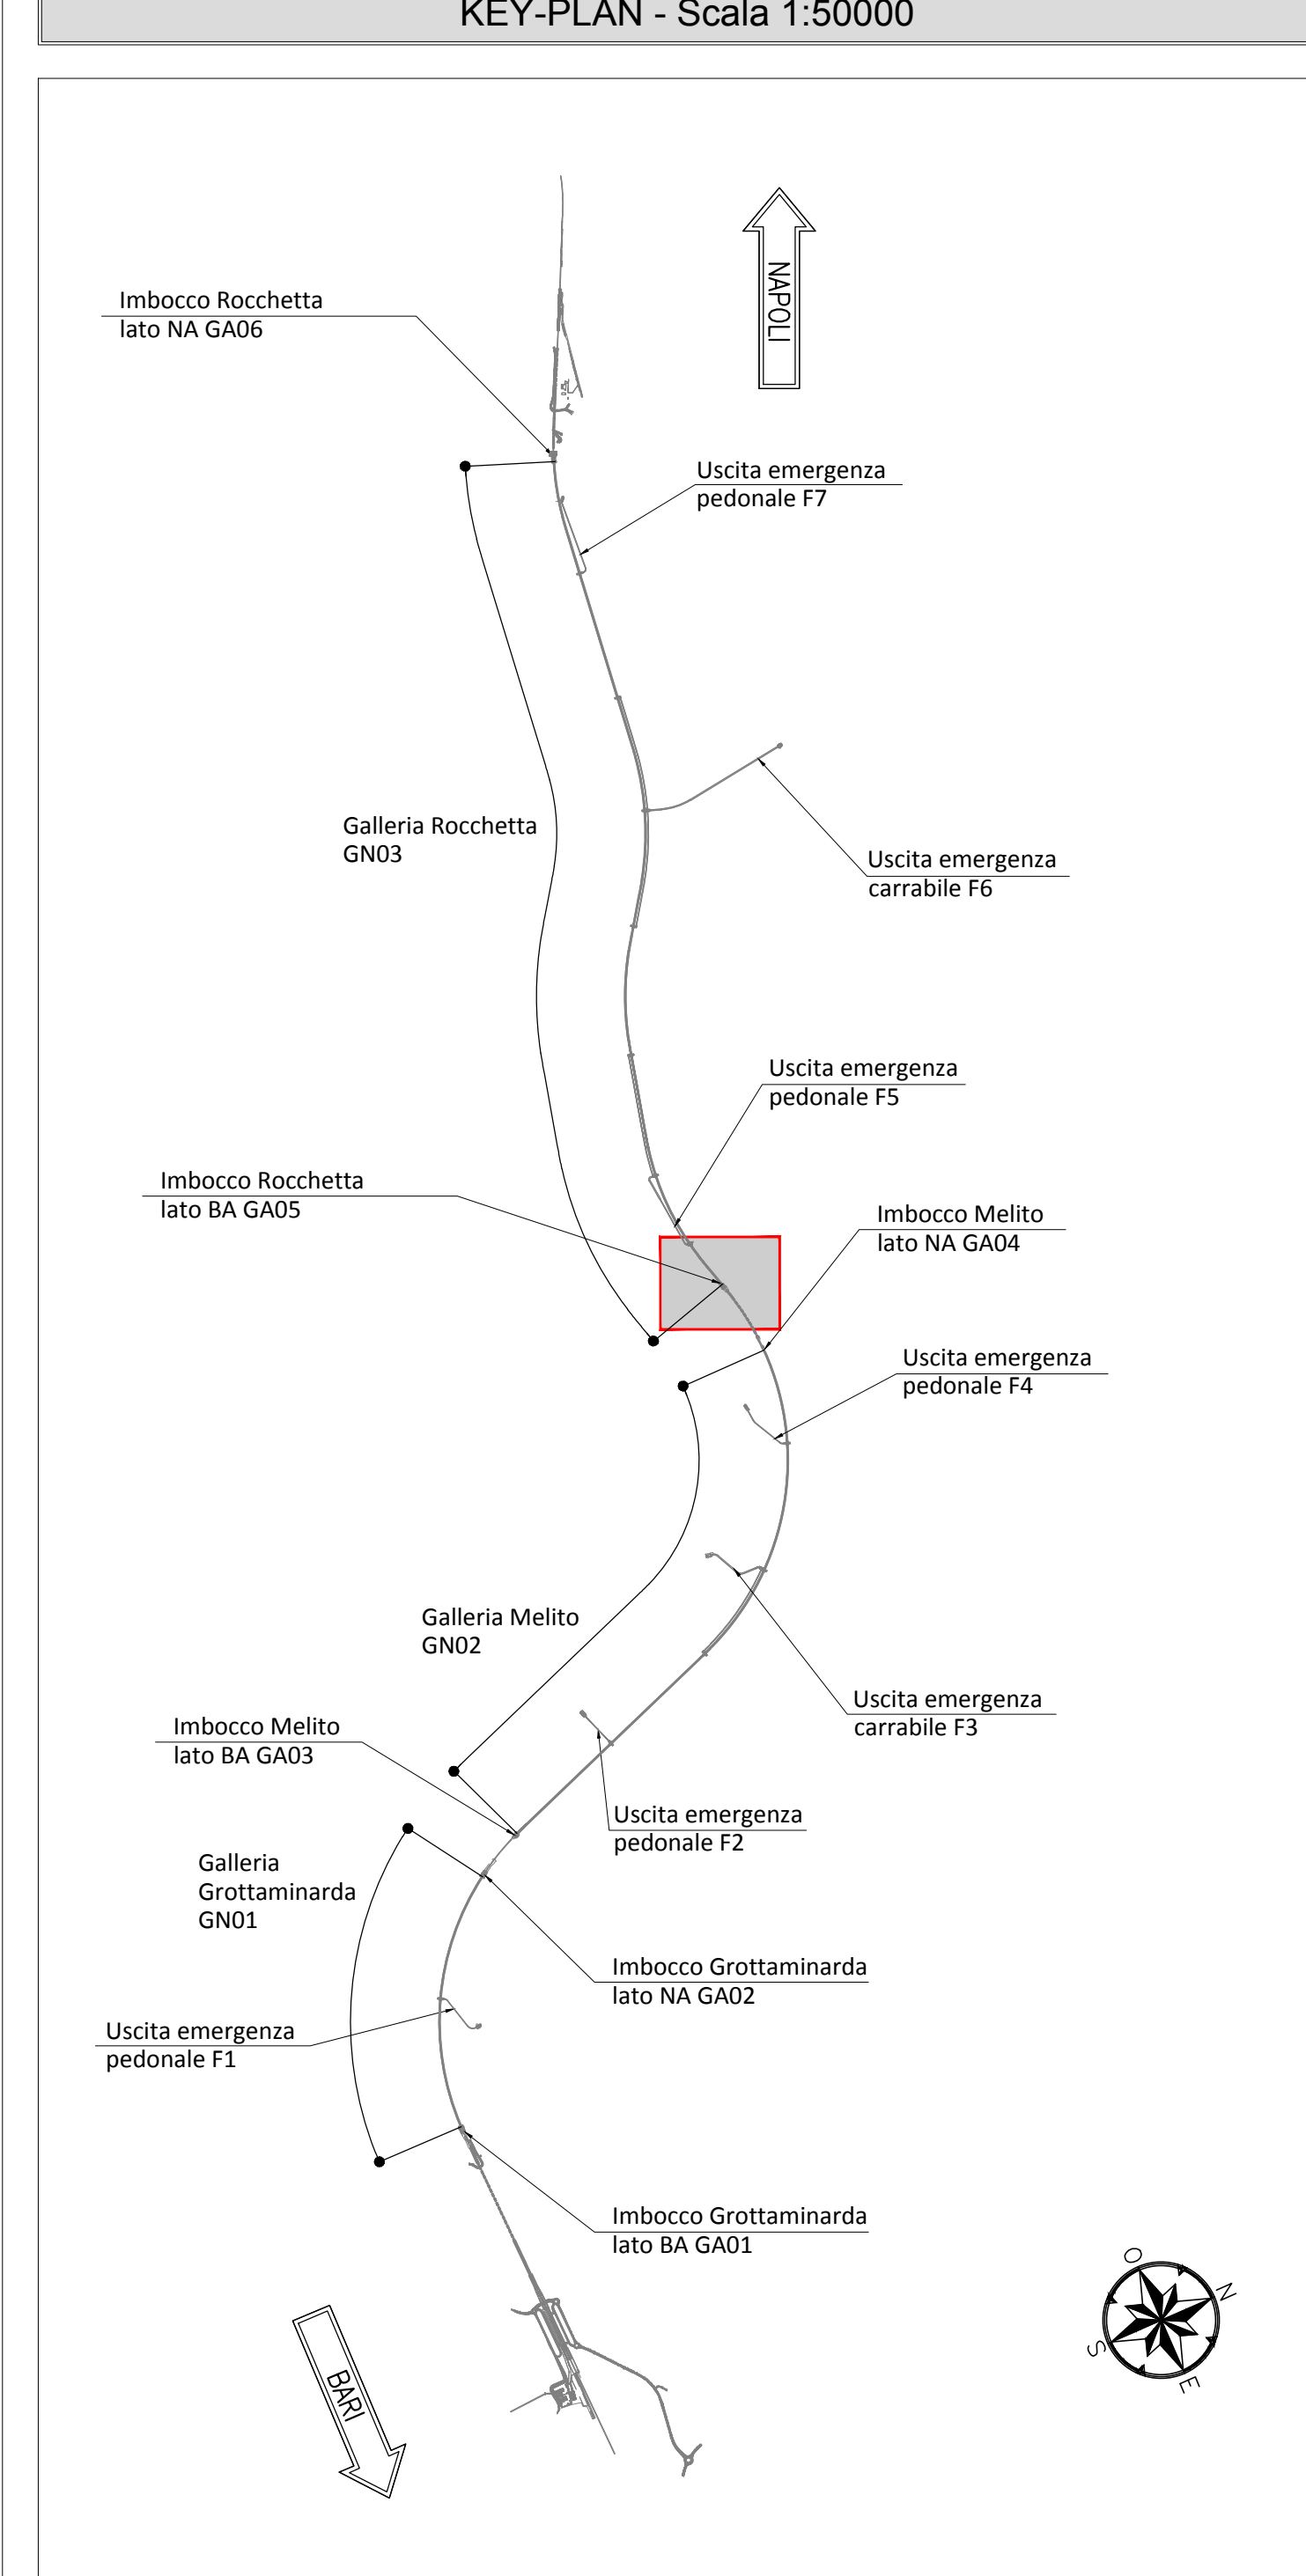 KEY-PLAN - Scala 1:50000
NAPOLI
Imbocco Rocchetta
lato NA GA06
Uscita emergenza
pedonale F7
Galleria Rocchetta
GN03
Uscita emergenza
carrabile F6
Uscita emergenza
pedonale F5
Imbocco Rocchetta
lato BA GA05
Imbocco Melito
lato NA GA04
Uscita emergenza
pedonale F4
Galleria Melito
GN02
Uscita emergenza
carrabile F3
Imbocco Melito
lato BA GA03
Uscita emergenza
pedonale F2
Galleria
Grottaminarda
GN01
Imbocco Grottaminarda
lato NA GA02
Uscita emergenza
pedonale F1
Imbocco Grottaminarda
lato BA GA01
BARI
O
N
S
E